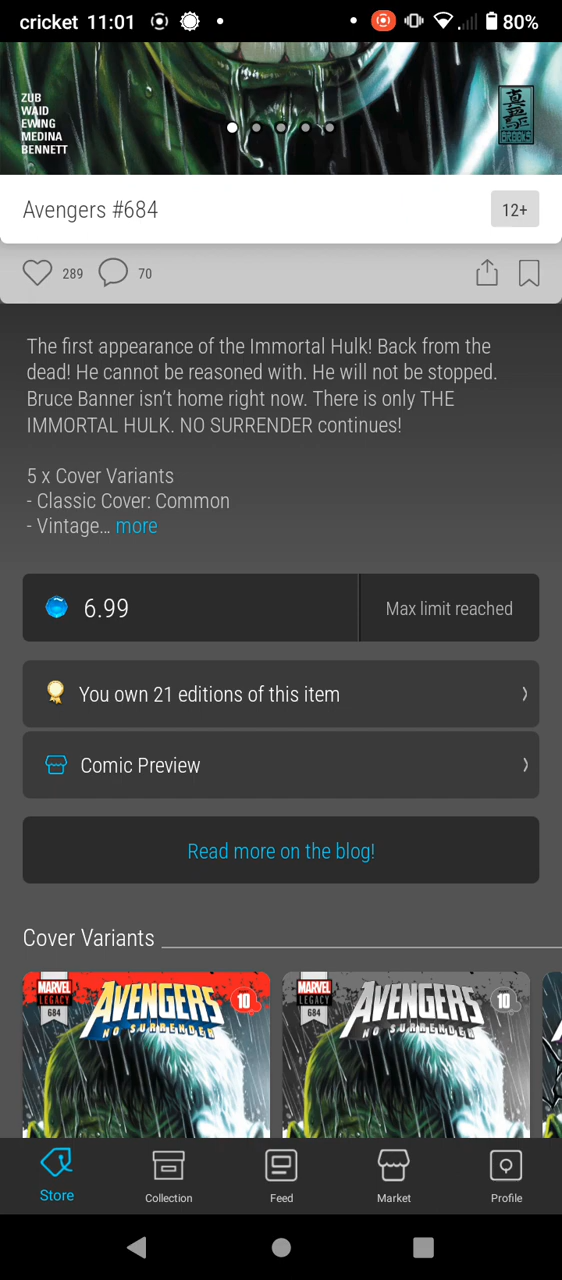 cricket 11:01 80%
ZUB
WAID
EWING
MEDINA
BENNETT
BROOKS
Avengers #684 12+
289 70
The first appearance of the Immortal Hulk! Back from the
dead! He cannot be reasoned with. He will not be stopped.
Bruce Banner isn’t home right now. There is only THE
IMMORTAL HULK. NO SURRENDER continues!
5 x Cover Variants
- Classic Cover: Common
- Vintage... more
6.99 Max limit reached
You own 21 editions of this item
Comic Preview
Read more on the blog!
Cover Variants
MARVEL
LEGACY
684
AVENGERS
NO SURRENDER
10
MARVEL
LEGACY
684
AVENGERS
NO SURRENDER
10
Store Collection Feed Market Profile